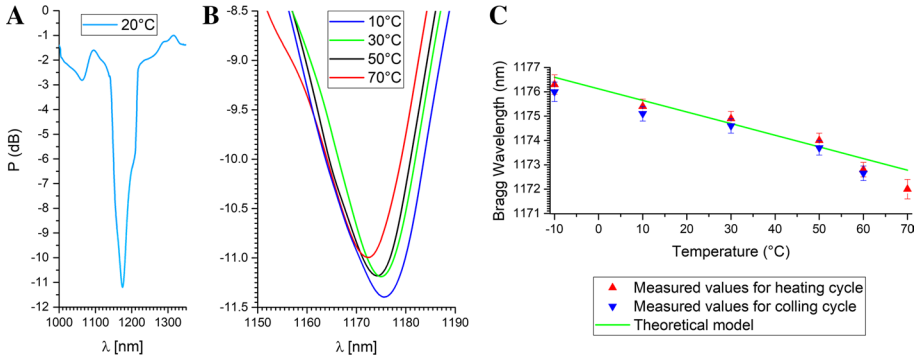 A
20°C
0
-1
-2
-3
-4
-5
-6
-7
-8
-9
-10
-11
-12
P (dB)
1000 1100 1200 1300
λ [nm]
B
10°C
30°C
50°C
70°C
-8.5
-9.0
-9.5
-10.0
-10.5
-11.0
-11.5
1150 1160 1170 1180 1190
λ [nm]
C
Bragg Wavelength (nm)
1177
1176
1175
1174
1173
1172
1171
-10 0 10 20 30 40 50 60 70
Temperature (°C)
Measured values for heating cycle
Measured values for colling cycle
Theoretical model